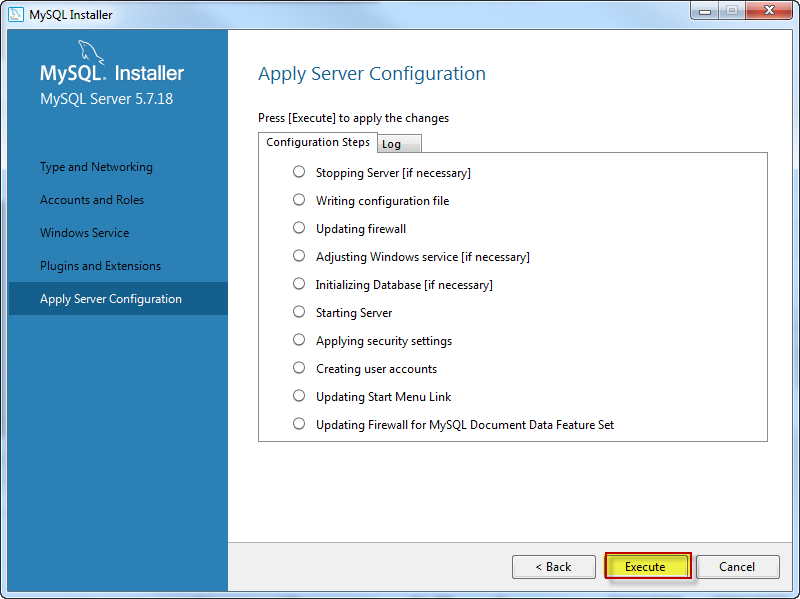 MySQL Installer
MySQL. Installer
MySQL Server 5.7.18
Type and Networking
Accounts and Roles
Windows Service
Plugins and Extensions
Apply Server Configuration
Apply Server Configuration
Press [Execute] to apply the changes
Configuration Steps Log
Stopping Server [if necessary]
Writing configuration file
Updating firewall
Adjusting Windows service [if necessary]
Initializing Database [if necessary]
Starting Server
Applying security settings
Creating user accounts
Updating Start Menu Link
Updating Firewall for MySQL Document Data Feature Set
< Back Execute Cancel